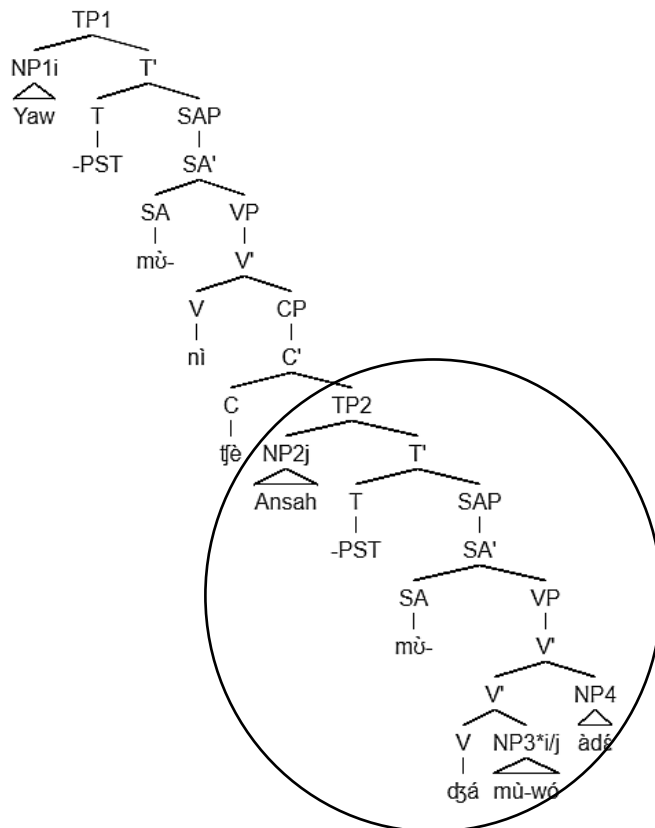 TP1
NP1i T'
Yaw T SAP
-PST SA'
SA VP
mʊ̀- V'
V CP
nì C'
C TP2
ʧè NP2j T'
Ansah T SAP
-PST SA'
SA VP
mʊ̀- V'
V' NP4
V NP3*i/j àdɛ́
ʤá mù-wó